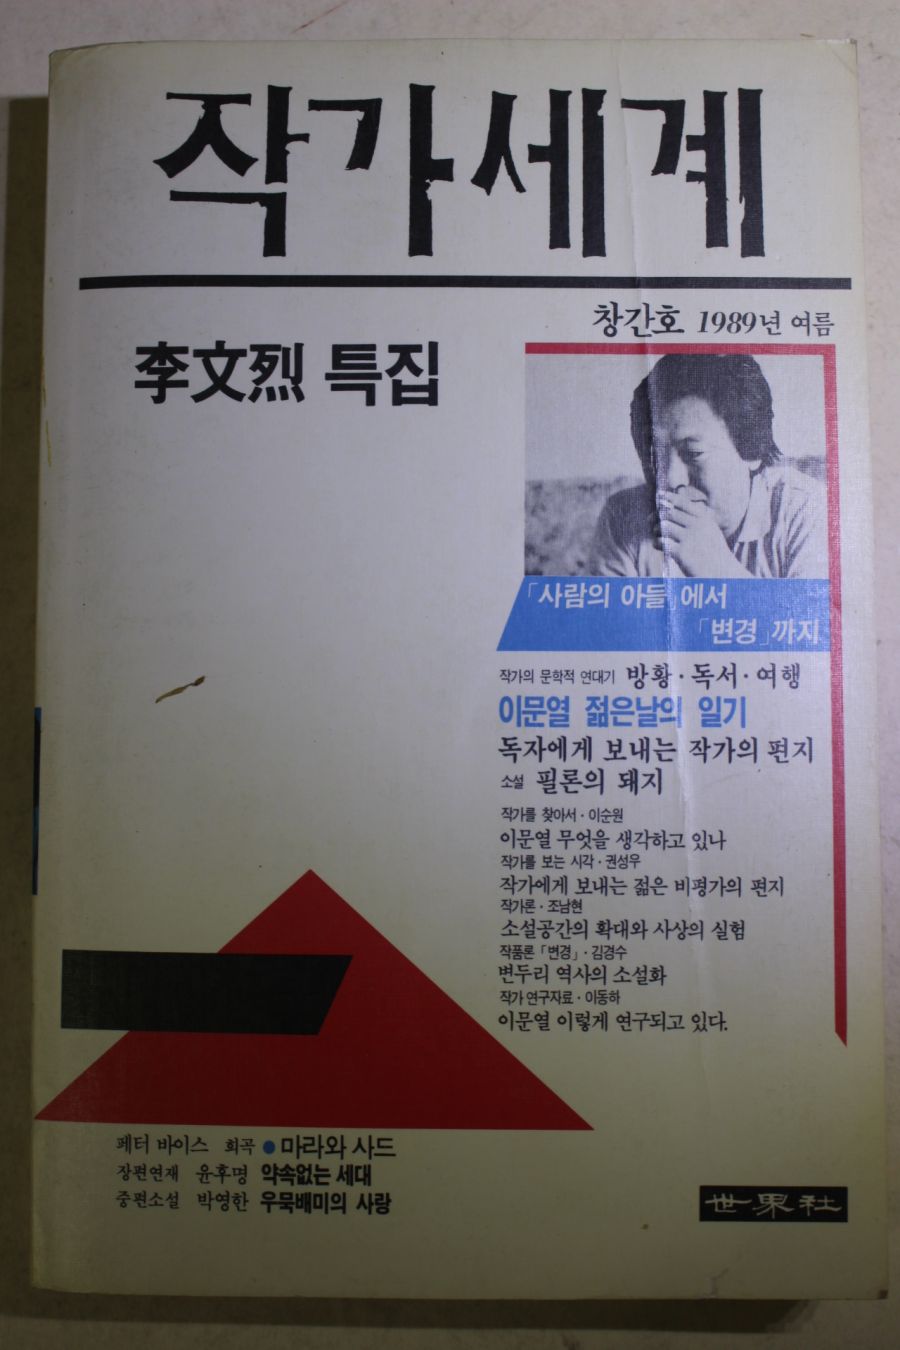 작가세계
창간호 1989년 여름
李文烈 특집
「사람의 아들」에서
「변경」까지
작가의 문학적 연대기 방황·독서·여행
이문열 젊은날의 일기
독자에게 보내는 작가의 편지
소설 필론의 돼지
작가를 찾아서·이순원
이문열 무엇을 생각하고 있나
작가를 보는 시각·권성우
작가에게 보내는 젊은 비평가의 편지
작가론·조남현
소설공간의 확대와 사상의 실험
작품론「변경」·김경수
변두리 역사의 소설화
작가 연구자료·이동하
이문열 이렇게 연구되고 있다.
페터 바이스 희곡 ● 마라와 사드
장편연재 윤후명 약속없는 세대
중편소설 박영한 우묵배미의 사랑
世界社